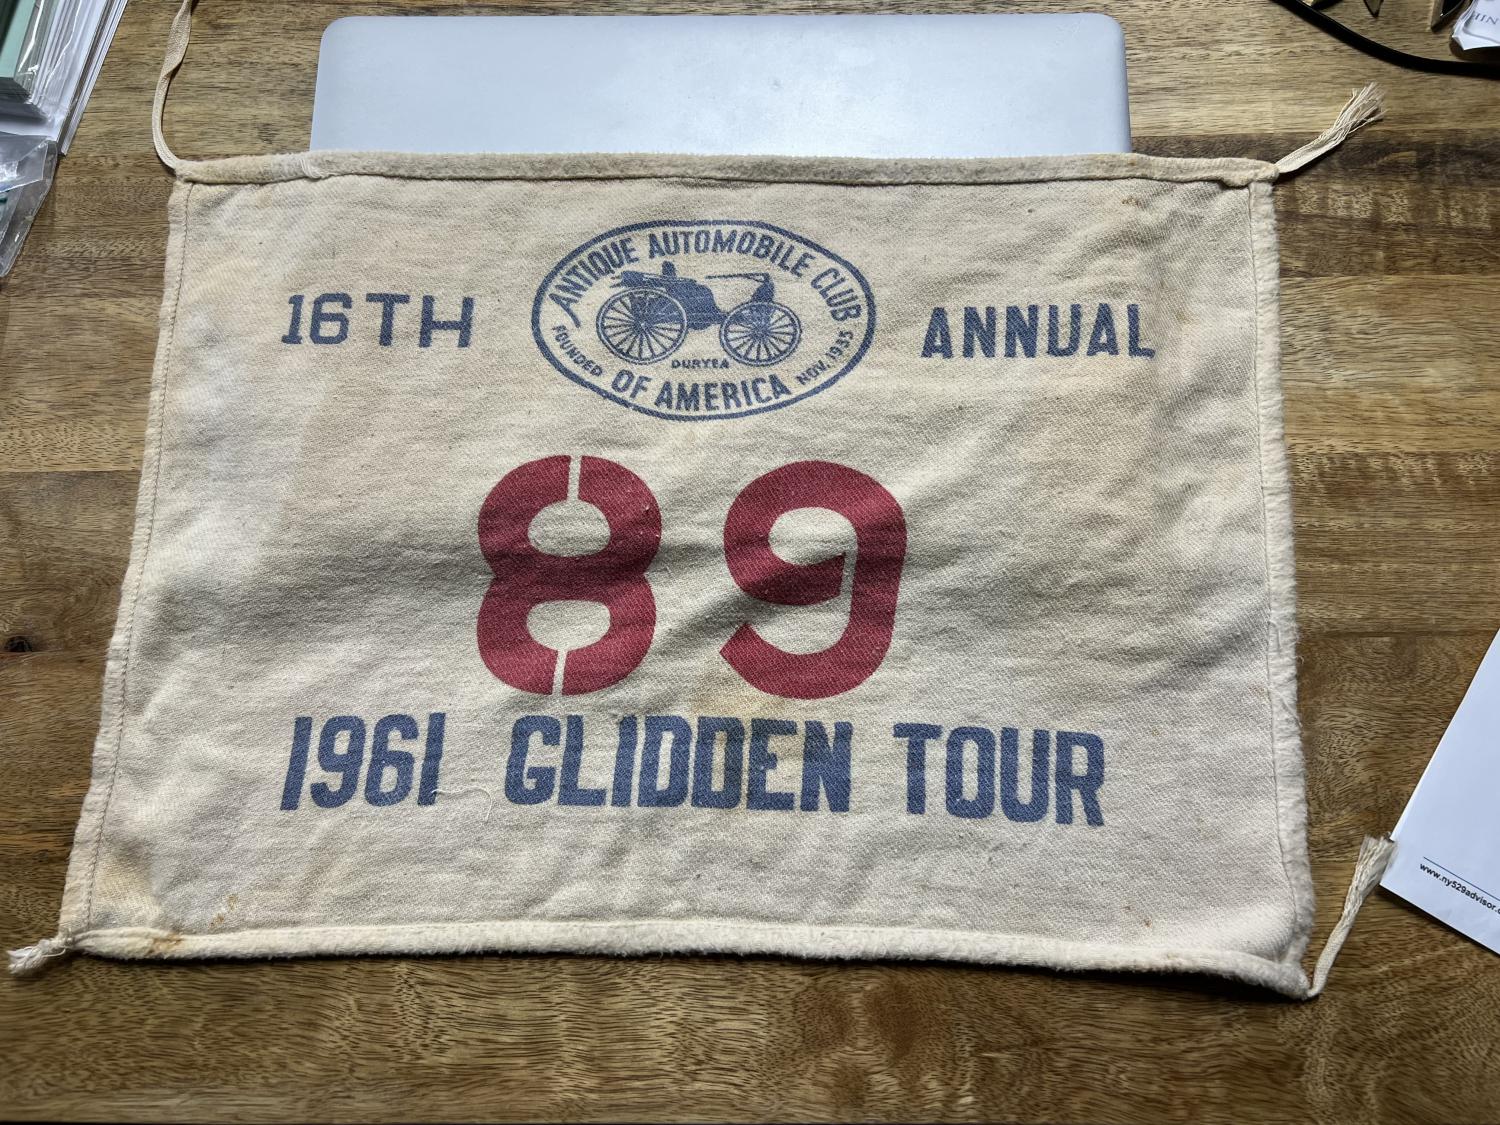 16TH
ANTIQUE AUTOMOBILE CLUB
OF AMERICA
FOUNDED
DURYEA
NOV. 1935
ANNUAL
89
1961 GLIDDEN TOUR